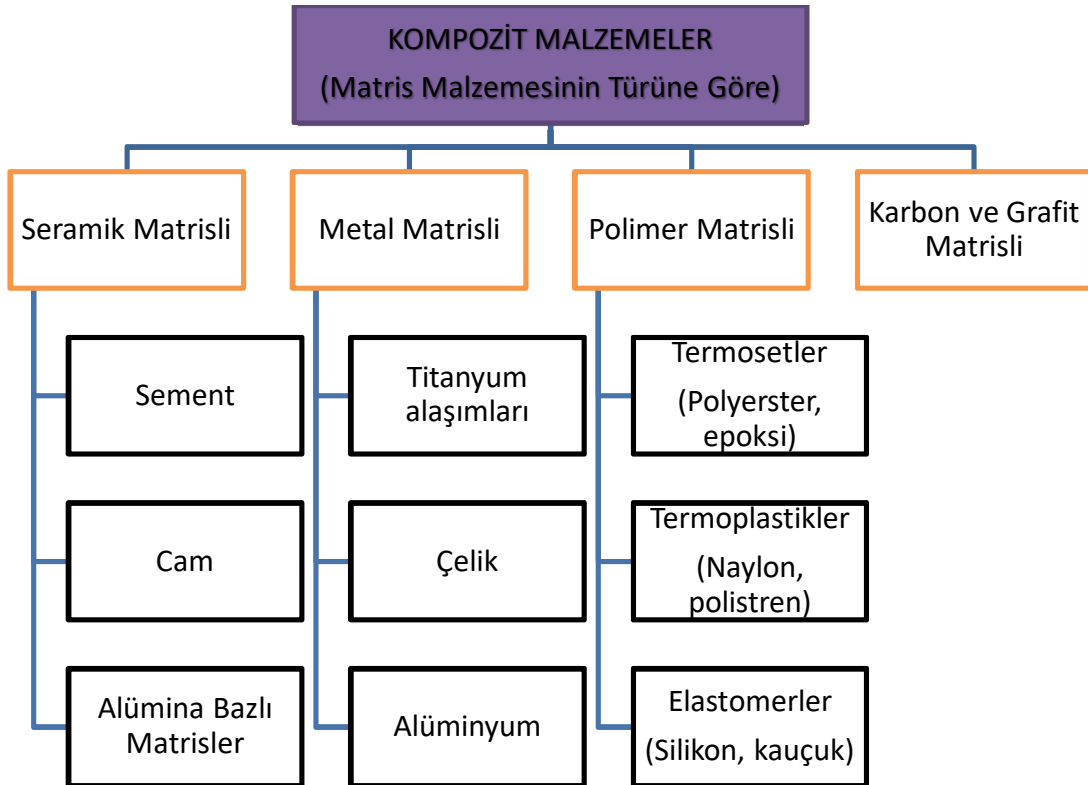 KOMPOZİT MALZEMELER
(Matris Malzemesinin Türüne Göre)
Seramik Matrisli
Metal Matrisli
Polimer Matrisli
Karbon ve Grafit
Matrisli
Sement
Titanyum
alaşımları
Termosetler
(Polyerster,
epoksi)
Cam
Çelik
Termoplastikler
(Naylon,
polistren)
Alümina Bazlı
Matrisler
Alüminyum
Elastomerler
(Silikon, kauçuk)